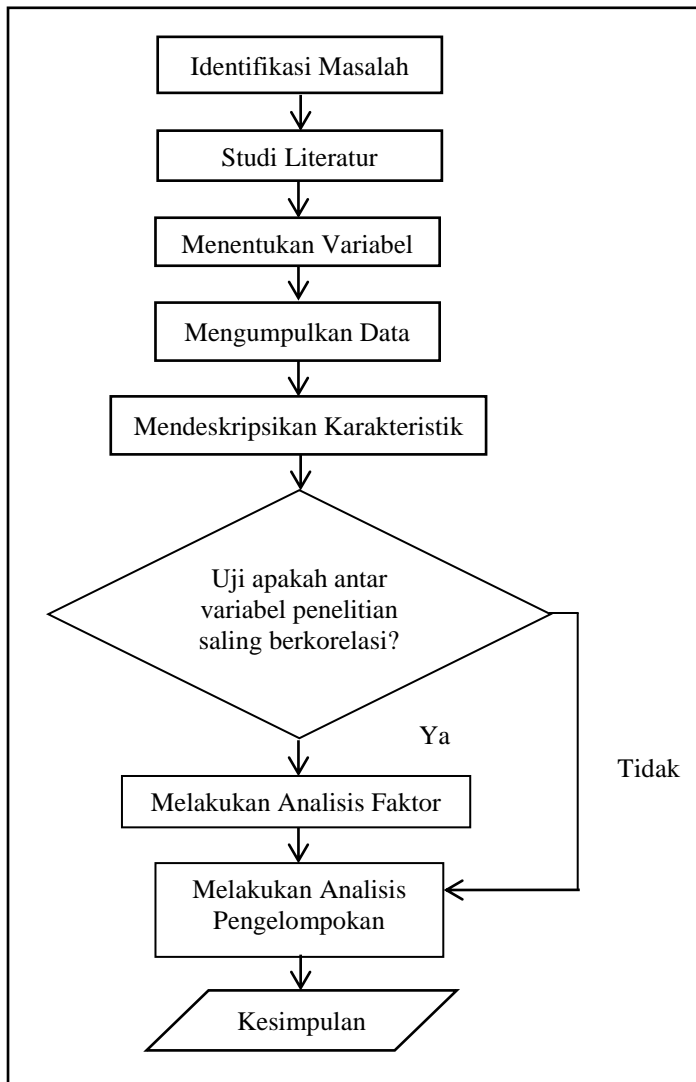 Identifikasi Masalah
Studi Literatur
Menentukan Variabel
Mengumpulkan Data
Mendeskripsikan Karakteristik
Uji apakah antar
variabel penelitian
saling berkorelasi?
Ya
Tidak
Melakukan Analisis Faktor
Melakukan Analisis
Pengelompokan
Kesimpulan